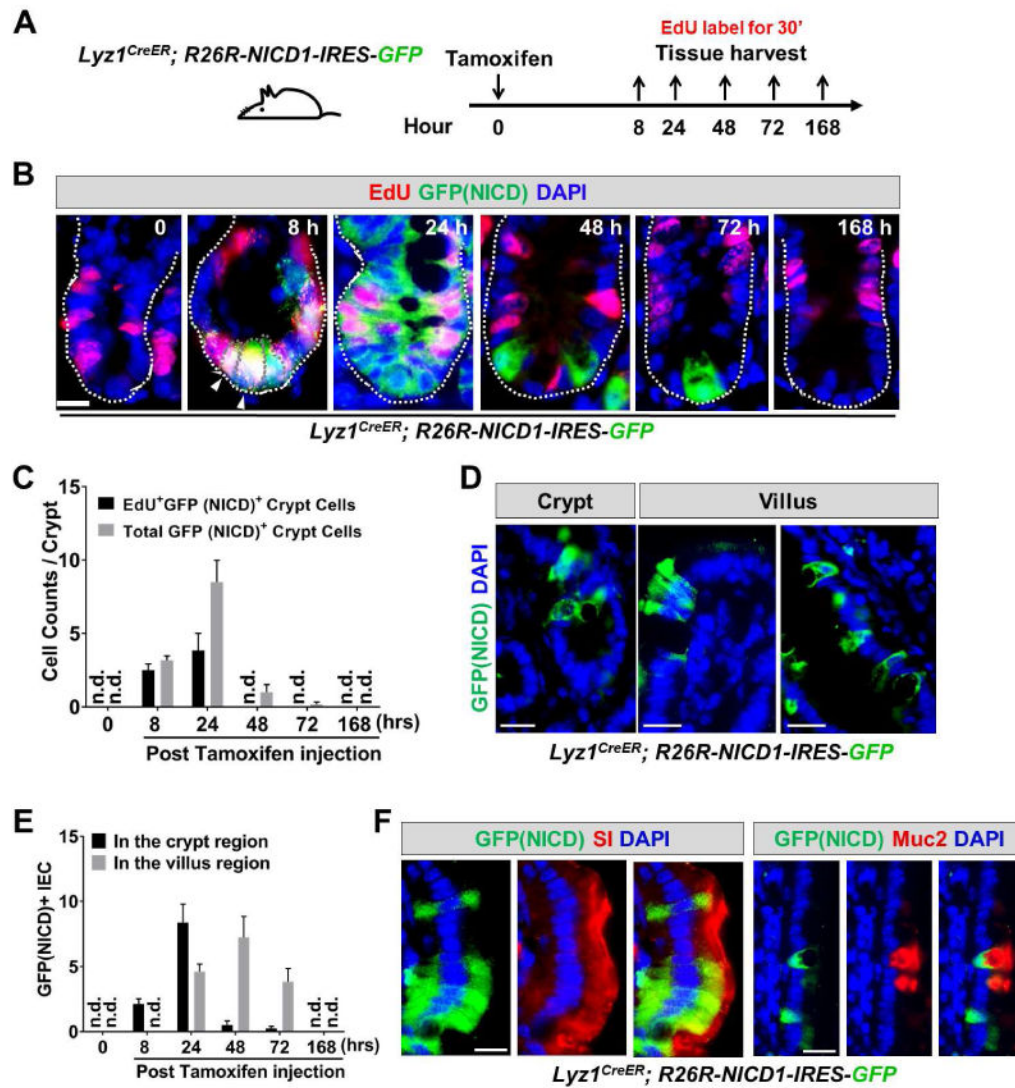 A
Lyz1CreER; R26R-NICD1-IRES-GFP
EdU label for 30'
Tamoxifen
Tissue harvest
Hour
0
8 24 48 72 168
B
EdU GFP(NICD) DAPI
0
8 h
24 h
48 h
72 h
168 h
Lyz1CreER; R26R-NICD1-IRES-GFP
C
Cell Counts / Crypt
15
10
5
0
EdU+GFP (NICD)+ Crypt Cells
Total GFP (NICD)+ Crypt Cells
n.d. n.d. n.d. n.d. n.d. n.d.
0 8 24 48 72 168 (hrs)
Post Tamoxifen injection
D
Crypt
Villus
GFP(NICD) DAPI
Lyz1CreER; R26R-NICD1-IRES-GFP
E
GFP(NICD)+ IEC
15
10
5
0
In the crypt region
In the villus region
n.d. n.d. n.d. n.d. n.d.
0 8 24 48 72 168 (hrs)
Post Tamoxifen injection
F
GFP(NICD) SI DAPI
GFP(NICD) Muc2 DAPI
Lyz1CreER; R26R-NICD1-IRES-GFP